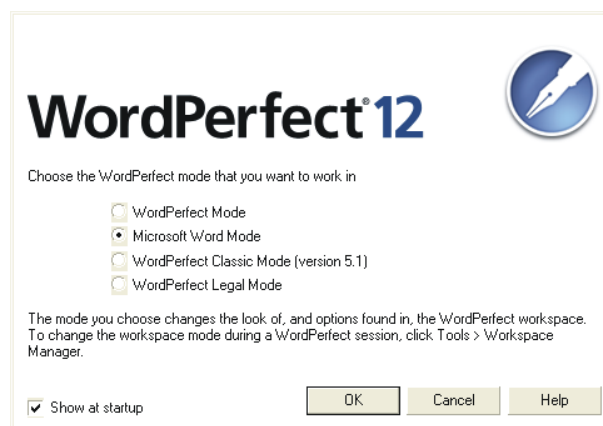 WordPerfect® 12
Choose the WordPerfect mode that you want to work in
WordPerfect Mode
Microsoft Word Mode
WordPerfect Classic Mode (version 5.1)
WordPerfect Legal Mode
The mode you choose changes the look of, and options found in, the WordPerfect workspace.
To change the workspace mode during a WordPerfect session, click Tools > Workspace
Manager.
Show at startup OK Cancel Help